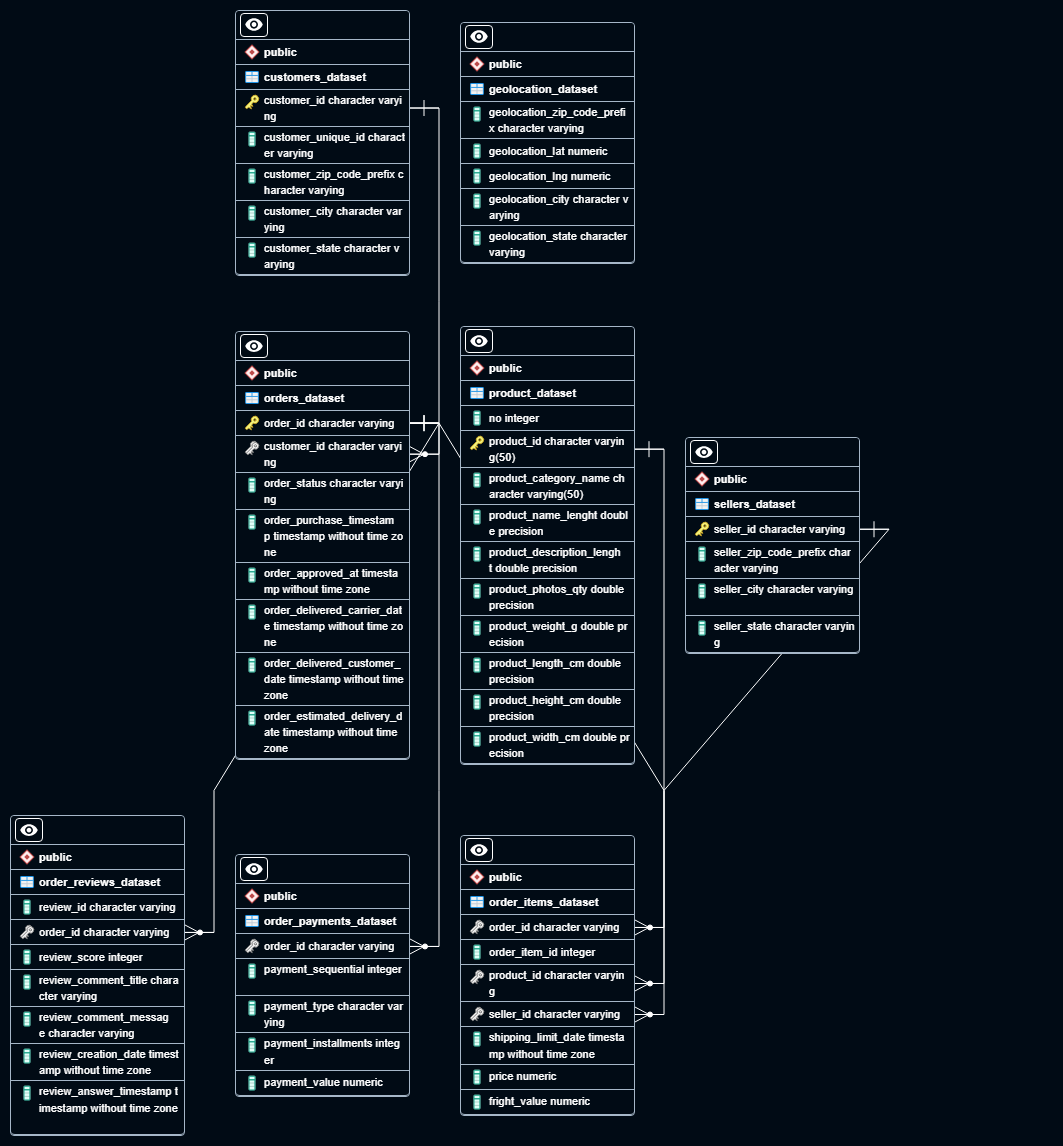 public
customers_dataset
customer_id character varyi
ng
customer_unique_id charact
er varying
customer_zip_code_prefix c
haracter varying
customer_city character var
ying
customer_state character v
arying
public
geolocation_dataset
geolocation_zip_code_prefi
x character varying
geolocation_lat numeric
geolocation_lng numeric
geolocation_city character v
arying
geolocation_state character
varying
public
orders_dataset
order_id character varying
customer_id character varyi
ng
order_status character varyi
ng
order_purchase_timestam
p timestamp without time zo
ne
order_approved_at timesta
mp without time zone
order_delivered_carrier_dat
e timestamp without time zo
ne
order_delivered_customer_
date timestamp without time
zone
order_estimated_delivery_d
ate timestamp without time
zone
public
product_dataset
no integer
product_id character varyin
g(50)
product_category_name ch
aracter varying(50)
product_name_lenght doubl
e precision
product_description_lengh
t double precision
product_photos_qty double
precision
product_weight_g double pr
ecision
product_length_cm double
precision
product_height_cm double
precision
product_width_cm double pr
ecision
public
sellers_dataset
seller_id character varying
seller_zip_code_prefix char
acter varying
seller_city character varying
seller_state character varyin
g
public
order_reviews_dataset
review_id character varying
order_id character varying
review_score integer
review_comment_title chara
cter varying
review_comment_messag
e character varying
review_creation_date timest
amp without time zone
review_answer_timestamp t
imestamp without time zone
public
order_payments_dataset
order_id character varying
payment_sequential integer
payment_type character var
ying
payment_installments integ
er
payment_value numeric
public
order_items_dataset
order_id character varying
order_item_id integer
product_id character varyin
g
seller_id character varying
shipping_limit_date timesta
mp without time zone
price numeric
fright_value numeric